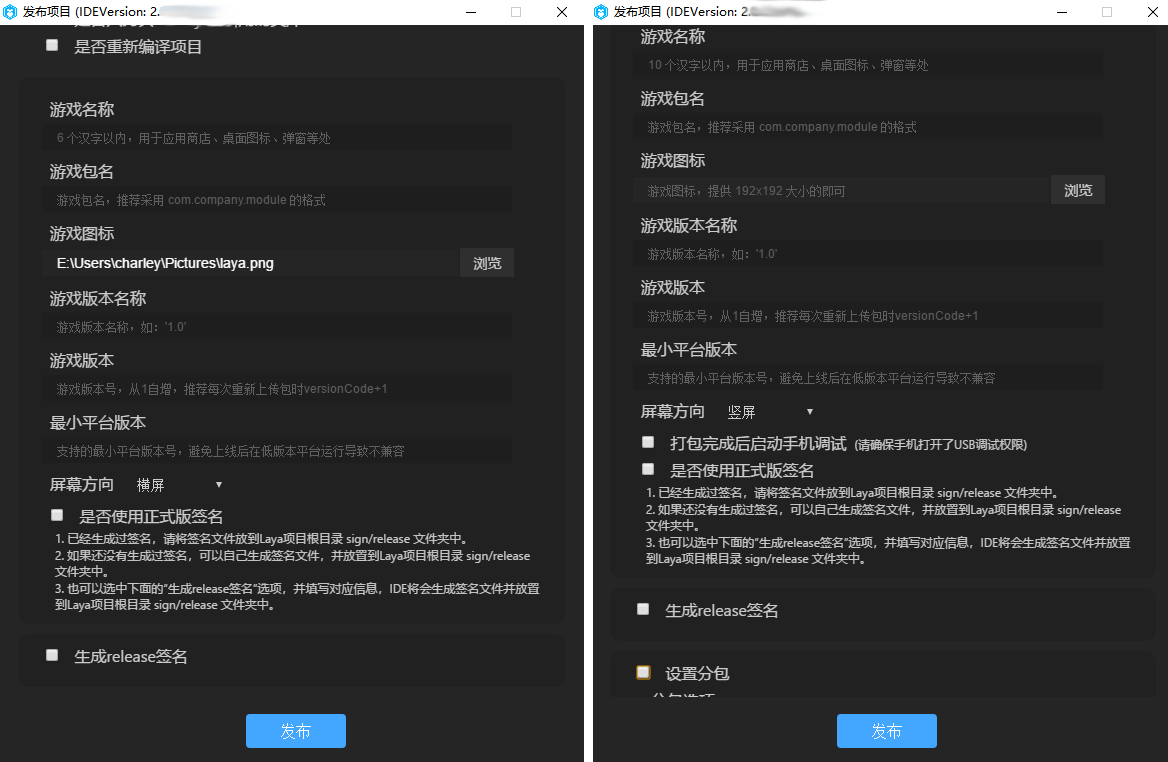 发布项目 (IDEVersion: 2.
是否重新编译项目
游戏名称
6 个汉字以内，用于应用商店、桌面图标、弹窗等处
游戏包名
游戏包名，推荐采用 com.company.module 的格式
游戏图标
E:\Users\charley\Pictures\laya.png
浏览
游戏版本名称
游戏版本名称，如：'1.0'
游戏版本
游戏版本号，从1自增，推荐每次重新上传包时versionCode+1
最小平台版本
支持的最小平台版本号，避免上线后在低版本平台运行导致不兼容
屏幕方向 横屏
是否使用正式版签名
1. 已经生成过签名，请将签名文件放到Laya项目根目录 sign/release 文件夹中。
2. 如果还没有生成过签名，可以自己生成签名文件，并放置到Laya项目根目录 sign/release
文件夹中。
3. 也可以选中下面的“生成release签名”选项，并填写对应信息，IDE将会生成签名文件并放置
到Laya项目根目录 sign/release 文件夹中。
生成release签名
发布
发布项目 (IDEVersion: 2.
游戏名称
10 个汉字以内，用于应用商店、桌面图标、弹窗等处
游戏包名
游戏包名，推荐采用 com.company.module 的格式
游戏图标
游戏图标，提供 192x192 大小的即可
浏览
游戏版本名称
游戏版本名称，如：'1.0'
游戏版本
游戏版本号，从1自增，推荐每次重新上传包时versionCode+1
最小平台版本
支持的最小平台版本号，避免上线后在低版本平台运行导致不兼容
屏幕方向 竖屏
打包完成后启动手机调试 (请确保手机打开了USB调试权限)
是否使用正式版签名
1. 已经生成过签名，请将签名文件放到Laya项目根目录 sign/release 文件夹中。
2. 如果还没有生成过签名，可以自己生成签名文件，并放置到Laya项目根目录 sign/release
文件夹中。
3. 也可以选中下面的“生成release签名”选项，并填写对应信息，IDE将会生成签名文件并放置
到Laya项目根目录 sign/release 文件夹中。
生成release签名
设置分包
发布